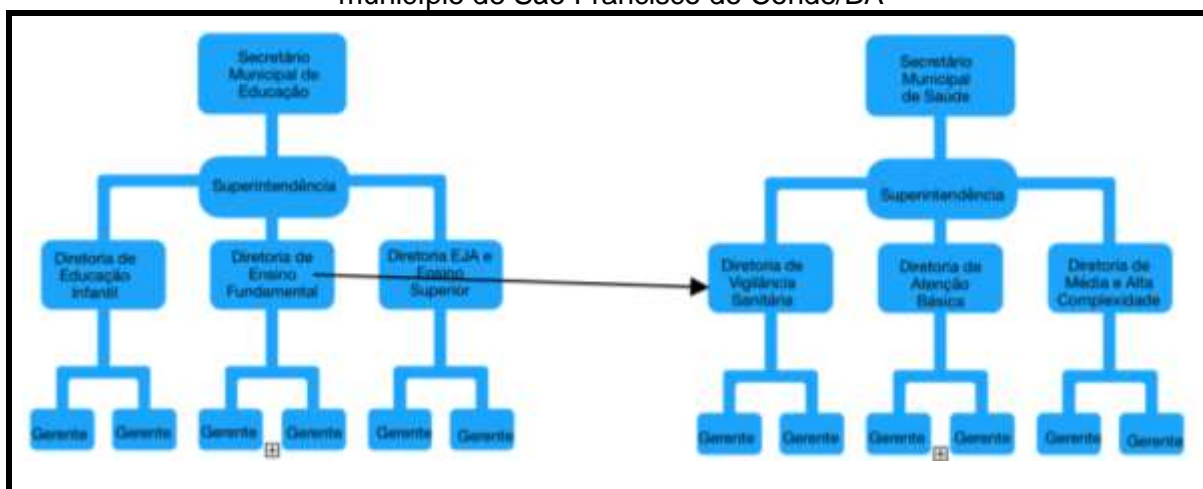 município de São Francisco do Conde/BA
Secretário
Municipal de
Educação
Superintendência
Diretoria de
Educação
Infantil
Diretoria de
Ensino
Fundamental
Diretoria EJA e
Ensino
Superior
Gerente
Gerente
Gerente
Gerente
Gerente
Gerente
Secretário
Municipal
de Saúde
Superintendência
Diretoria de
Vigilância
Sanitária
Diretoria de
Atenção
Básica
Diretoria de
Média e Alta
Complexidade
Gerente
Gerente
Gerente
Gerente
Gerente
Gerente